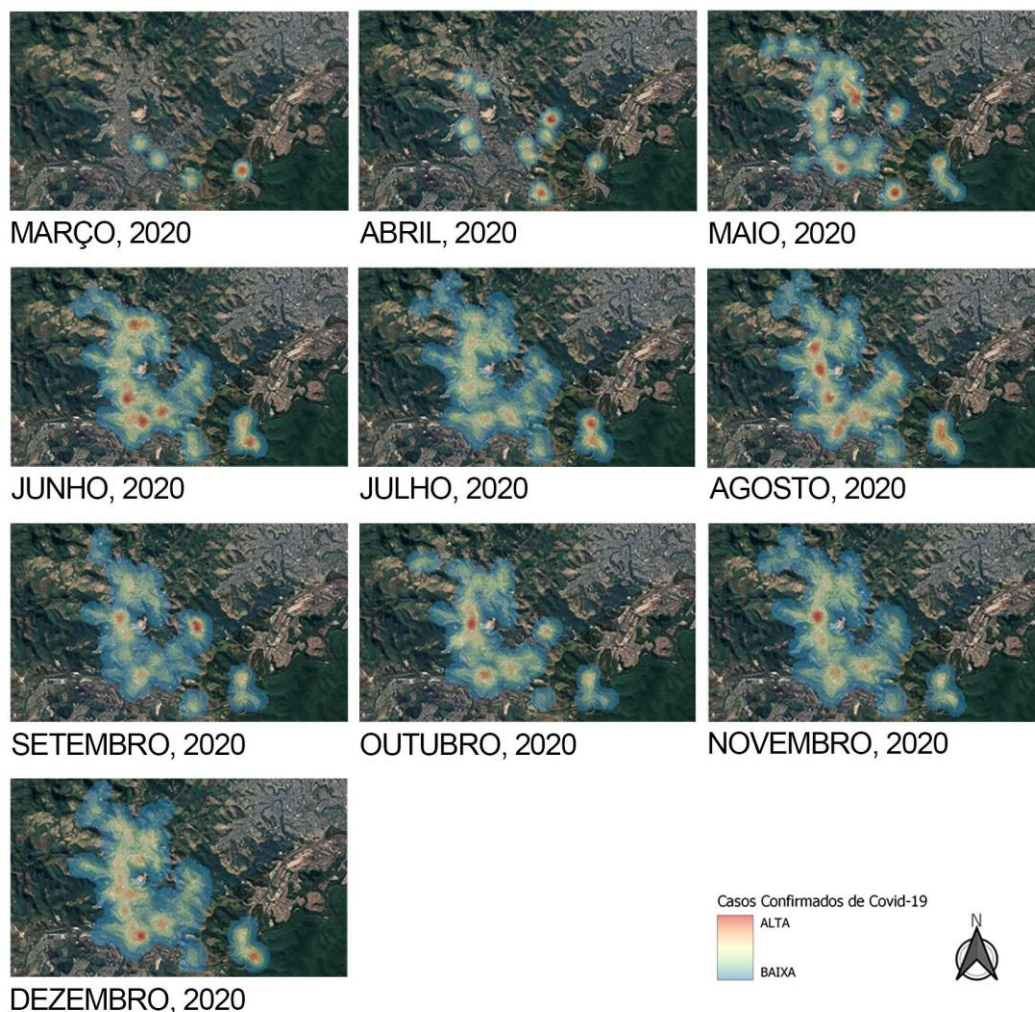 MARÇO, 2020
ABRIL, 2020
MAIO, 2020
JUNHO, 2020
JULHO, 2020
AGOSTO, 2020
SETEMBRO, 2020
OUTUBRO, 2020
NOVEMBRO, 2020
DEZEMBRO, 2020
Casos Confirmados de Covid-19
ALTA
BAIXA
N